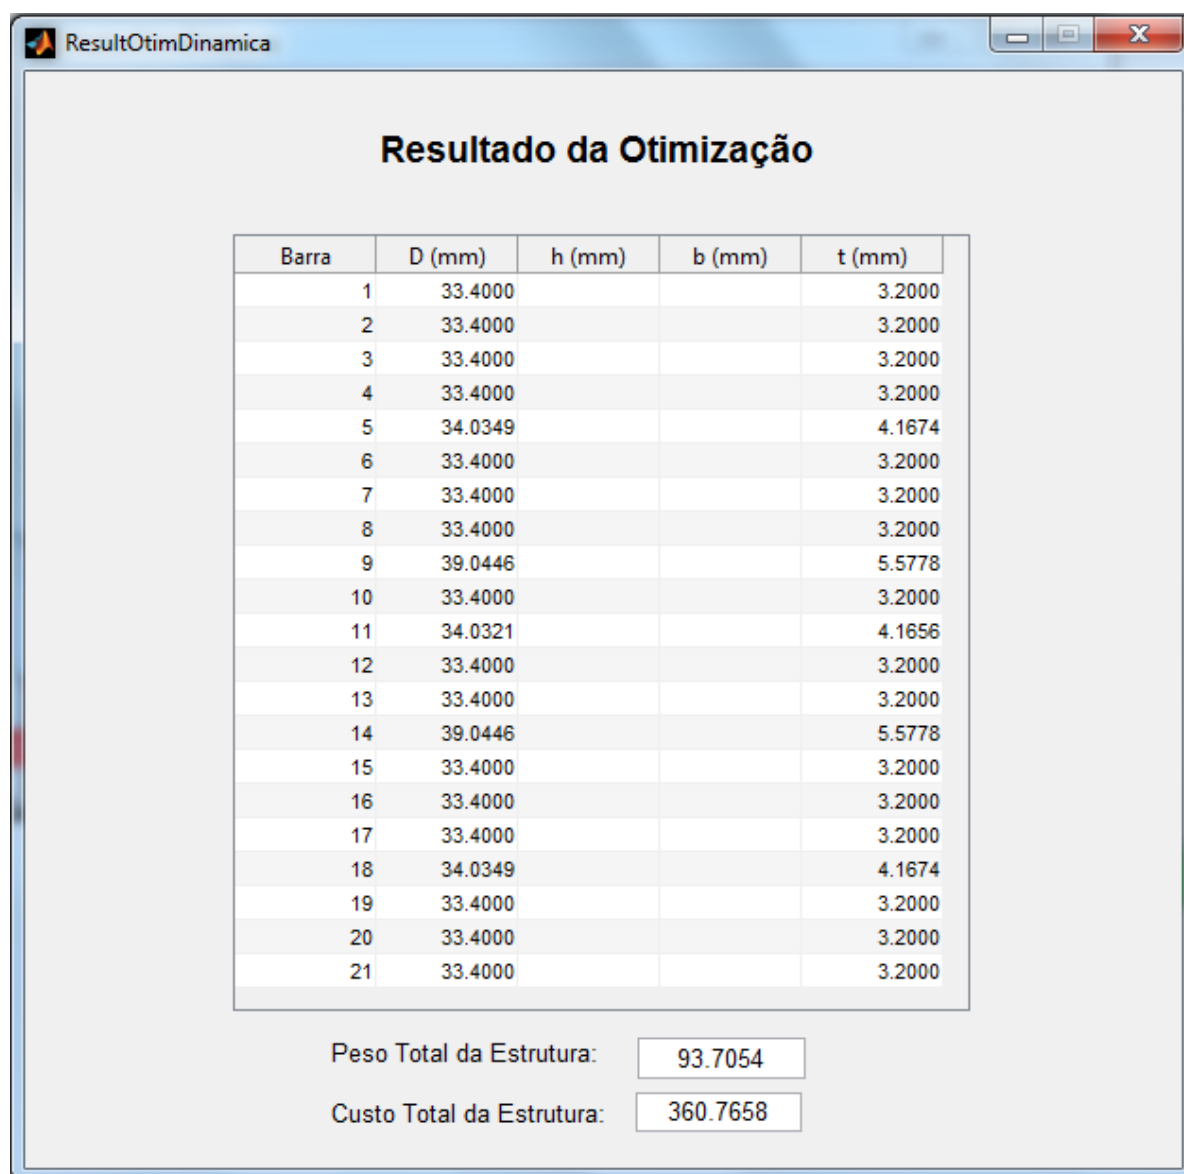 ResultOtimDinamica
Resultado da Otimização
Barra D (mm) h (mm) b (mm) t (mm)
1 33.4000 3.2000
2 33.4000 3.2000
3 33.4000 3.2000
4 33.4000 3.2000
5 34.0349 4.1674
6 33.4000 3.2000
7 33.4000 3.2000
8 33.4000 3.2000
9 39.0446 5.5778
10 33.4000 3.2000
11 34.0321 4.1656
12 33.4000 3.2000
13 33.4000 3.2000
14 39.0446 5.5778
15 33.4000 3.2000
16 33.4000 3.2000
17 33.4000 3.2000
18 34.0349 4.1674
19 33.4000 3.2000
20 33.4000 3.2000
21 33.4000 3.2000
Peso Total da Estrutura: 93.7054
Custo Total da Estrutura: 360.7658